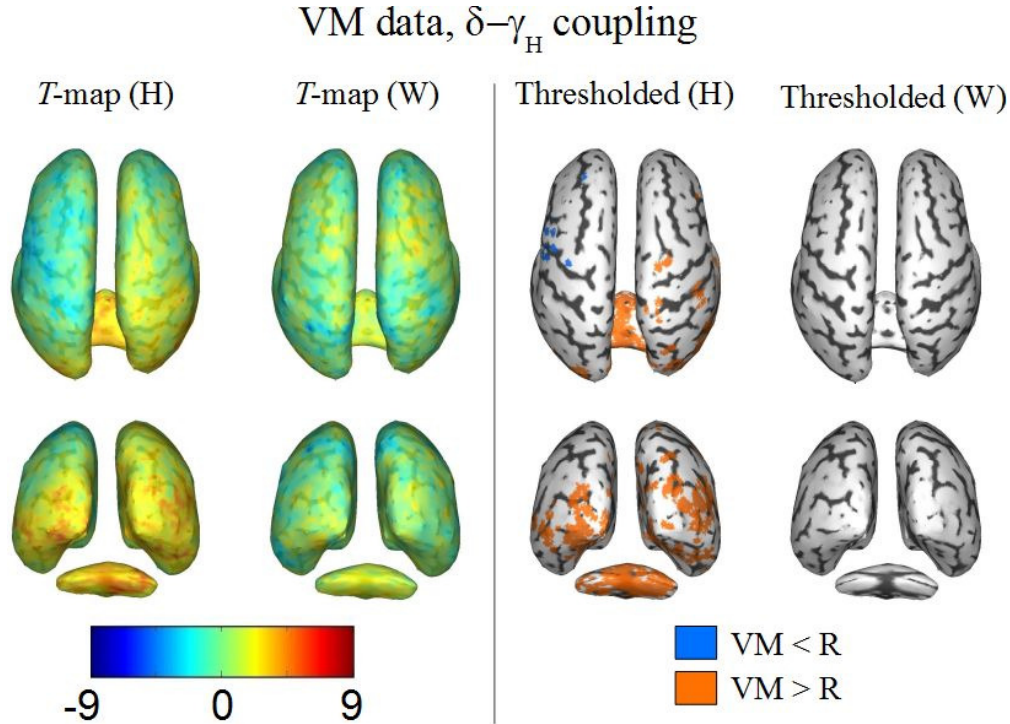 VM data, δ−γH coupling
T-map (H) T-map (W) Thresholded (H) Thresholded (W)
-9 0 9
VM < R
VM > R